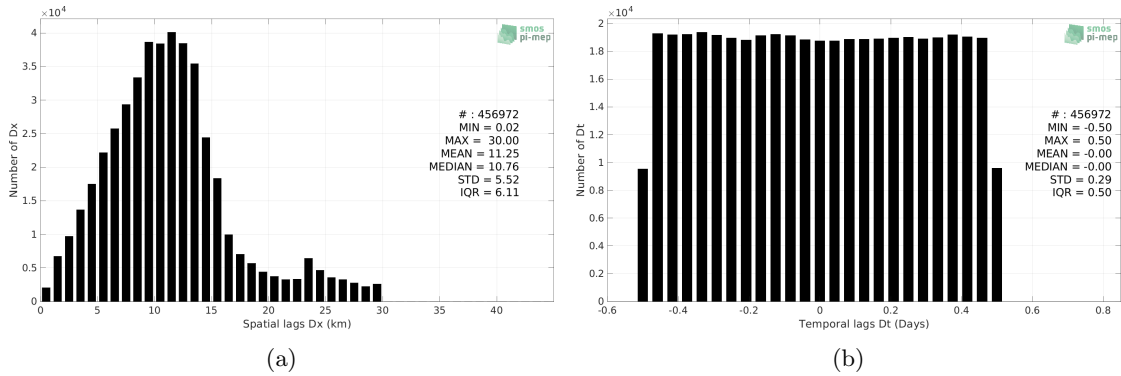 ×10⁴
4
3.5
3
2.5
2
1.5
1
0.5
0
0
5
10
15
20
25
30
35
40
Number of Dx
Spatial lags Dx (km)
smos
pi-mep
# : 456972
MIN = 0.02
MAX = 30.00
MEAN = 11.25
MEDIAN = 10.76
STD = 5.52
IQR = 6.11
(a)
×10⁴
2
1.8
1.6
1.4
1.2
1
0.8
0.6
0.4
0.2
0
-0.6
-0.4
-0.2
0
0.2
0.4
0.6
0.8
Number of Dt
Temporal lags Dt (Days)
smos
pi-mep
# : 456972
MIN = -0.50
MAX = 0.50
MEAN = -0.00
MEDIAN = -0.00
STD = 0.29
IQR = 0.50
(b)